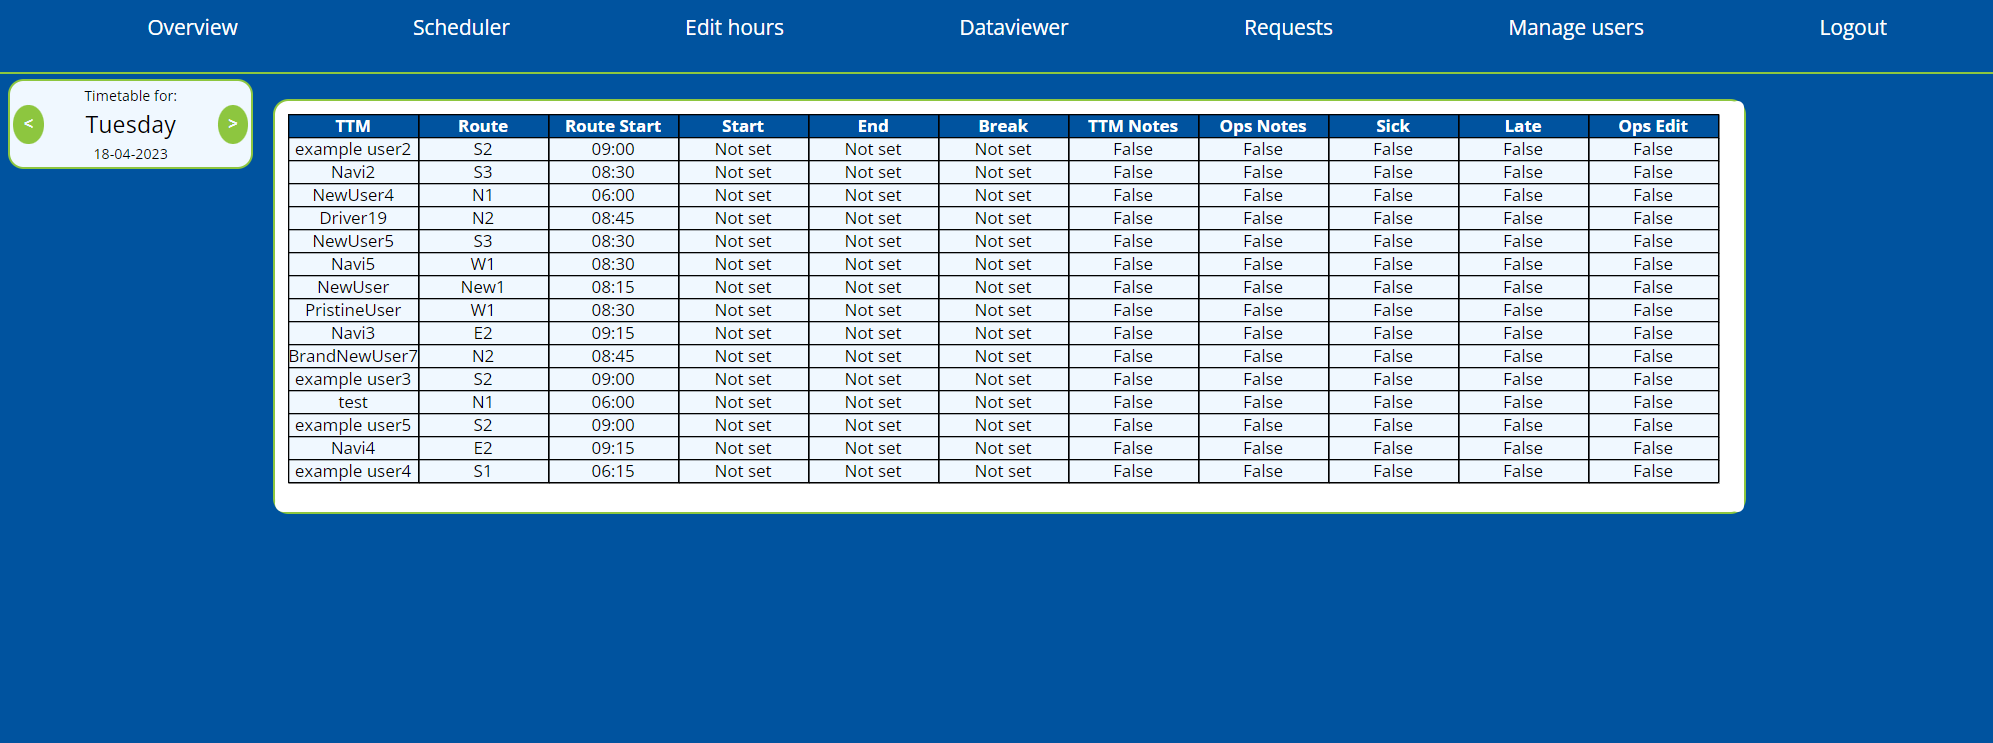 Overview Scheduler Edit hours Dataviewer Requests Manage users Logout
Timetable for:
< Tuesday >
18-04-2023
TTM Route Route Start Start End Break TTM Notes Ops Notes Sick Late Ops Edit
example user2 S2 09:00 Not set Not set Not set False False False False False
Navi2 S3 08:30 Not set Not set Not set False False False False False
NewUser4 N1 06:00 Not set Not set Not set False False False False False
Driver19 N2 08:45 Not set Not set Not set False False False False False
NewUser5 S3 08:30 Not set Not set Not set False False False False False
Navi5 W1 08:30 Not set Not set Not set False False False False False
NewUser New1 08:15 Not set Not set Not set False False False False False
PristineUser W1 08:30 Not set Not set Not set False False False False False
Navi3 E2 09:15 Not set Not set Not set False False False False False
BrandNewUser7 N2 08:45 Not set Not set Not set False False False False False
example user3 S2 09:00 Not set Not set Not set False False False False False
test N1 06:00 Not set Not set Not set False False False False False
example user5 S2 09:00 Not set Not set Not set False False False False False
Navi4 E2 09:15 Not set Not set Not set False False False False False
example user4 S1 06:15 Not set Not set Not set False False False False False